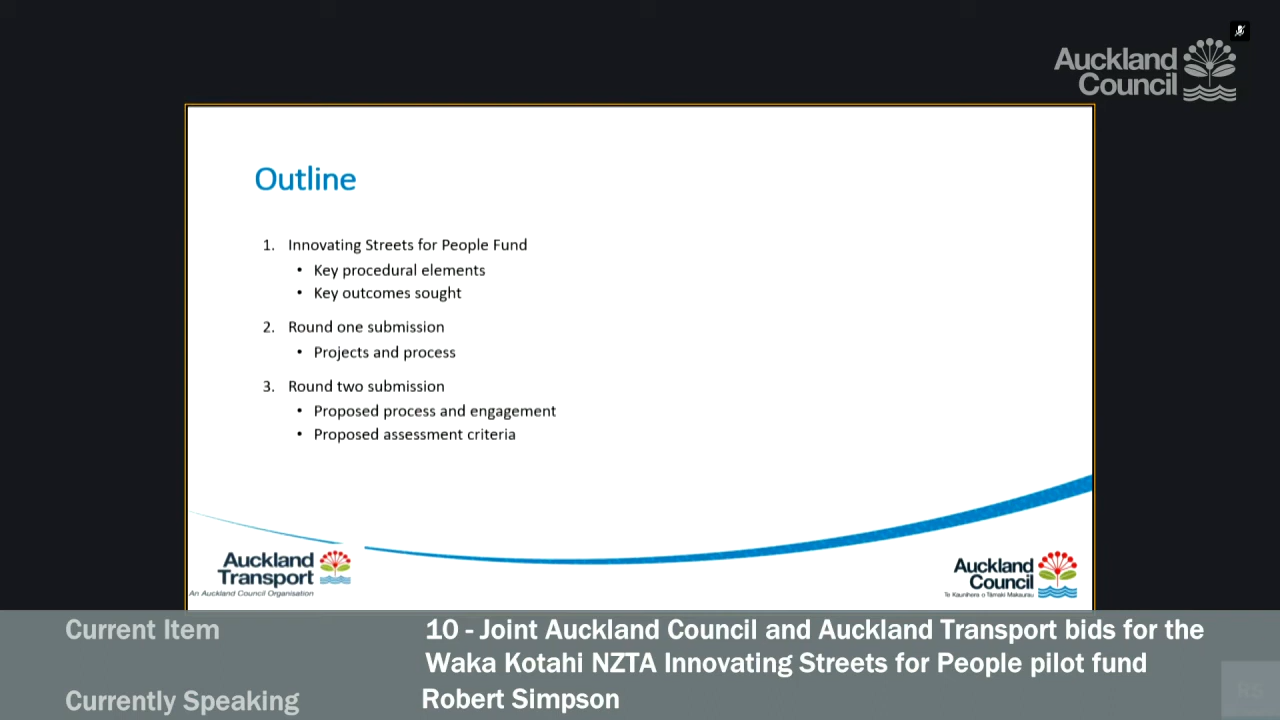 Auckland
Council
Outline
1. Innovating Streets for People Fund
• Key procedural elements
• Key outcomes sought
2. Round one submission
• Projects and process
3. Round two submission
• Proposed process and engagement
• Proposed assessment criteria
Auckland
Transport
An Auckland Council Organisation
Auckland
Council
Te Kaunihera o Tāmaki Makaurau
Current Item
10 - Joint Auckland Council and Auckland Transport bids for the
Waka Kotahi NZTA Innovating Streets for People pilot fund
Currently Speaking
Robert Simpson
RS